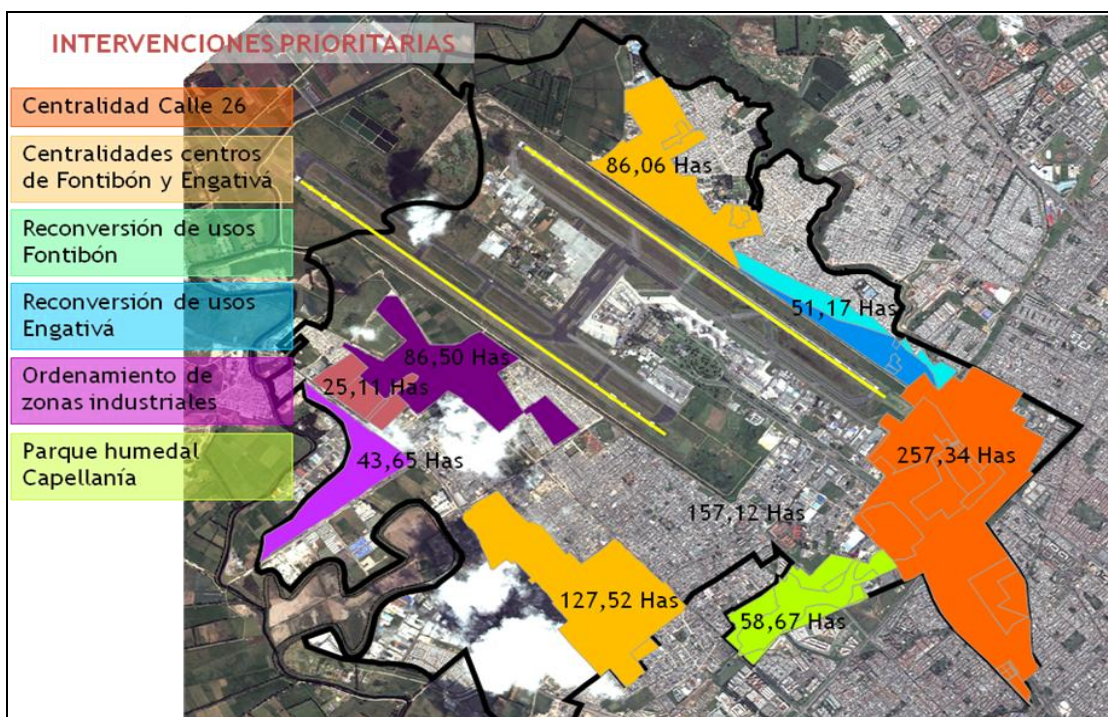 INTERVENCIONES PRIORITARIAS
Centralidad Calle 26
Centralidades centros
de Fontibón y Engativá
Reconversión de usos
Fontibón
Reconversión de usos
Engativá
Ordenamiento de
zonas industriales
Parque humedal
Capellanía
86,06 Has
51,17 Has
86,50 Has
25,11 Has
43,65 Has
257,34 Has
157,12 Has
127,52 Has
58,67 Has